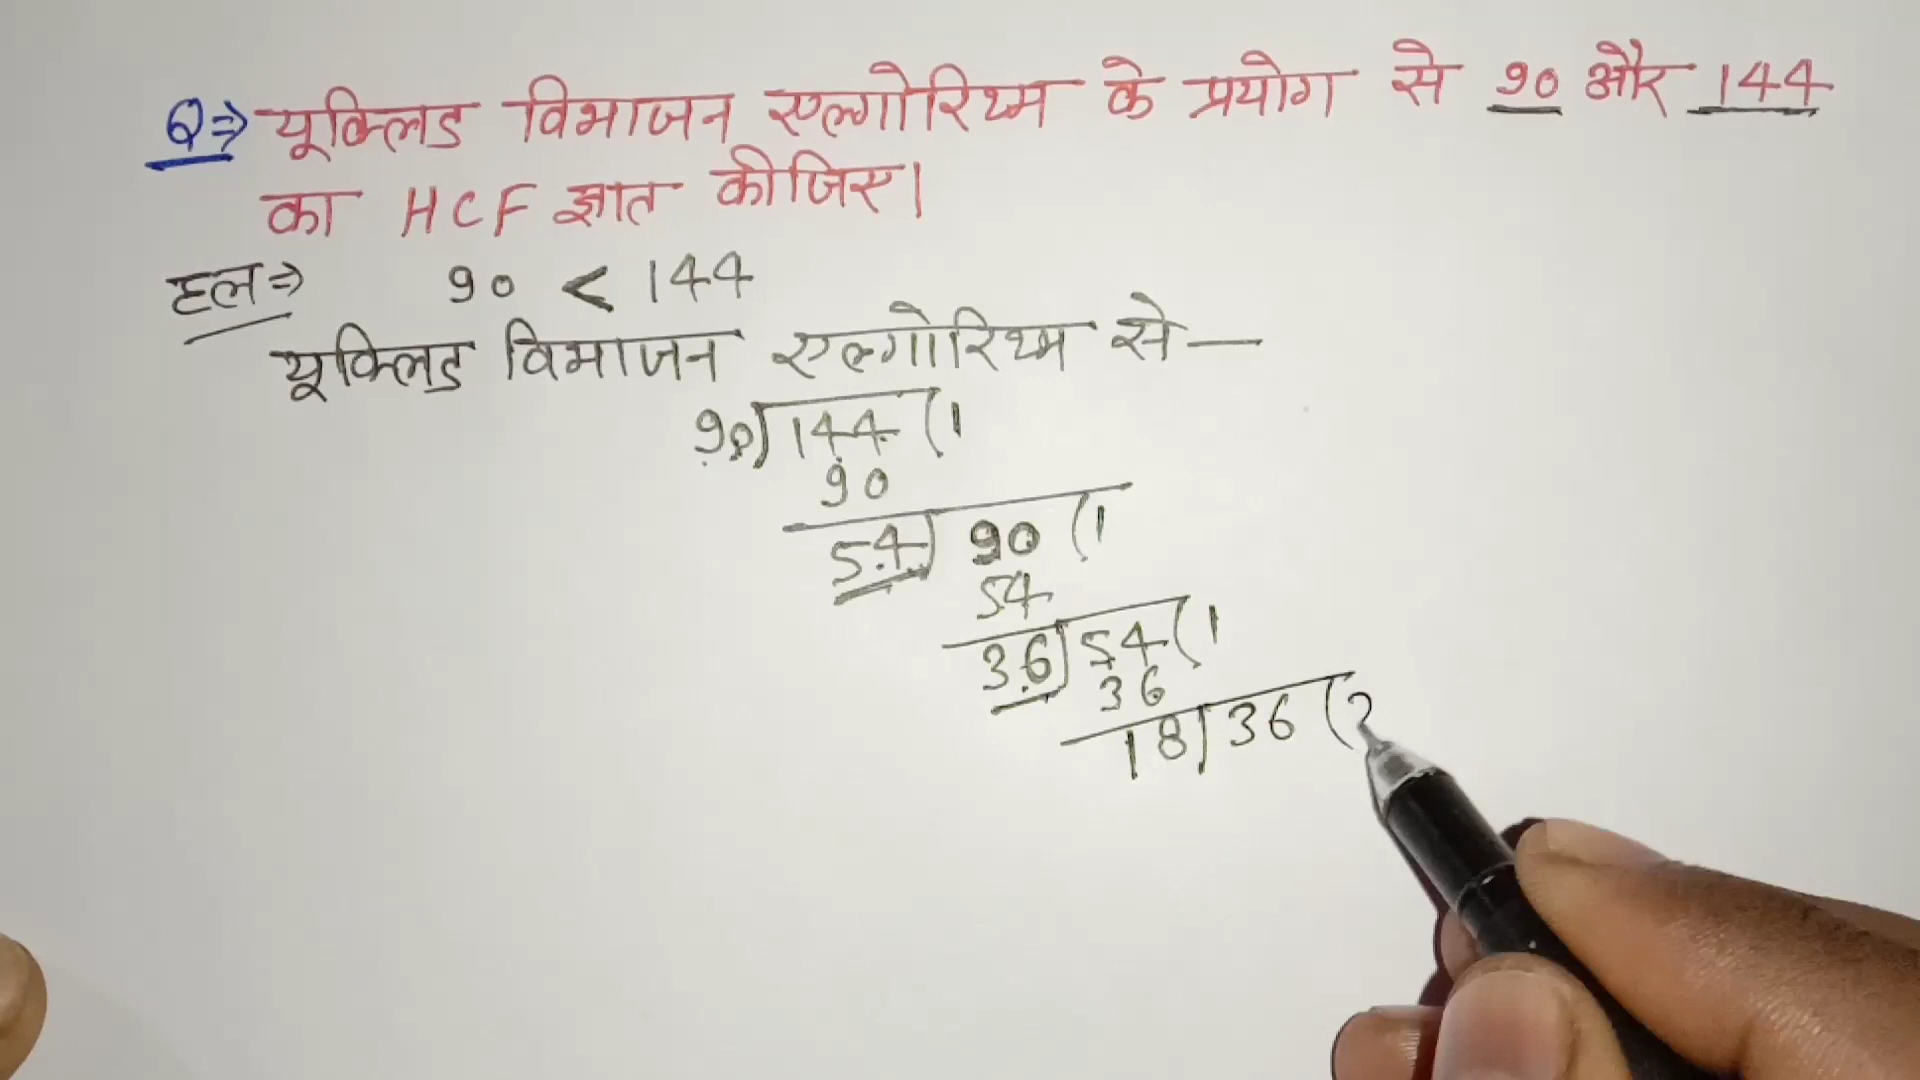 Q⇒ यूक्लिड विभाजन एल्गोरिथ्म के प्रयोग से 90 और 144
का HCF ज्ञात कीजिए।
हल⇒ 90 < 144
यूक्लिड विभाजन एल्गोरिथ्म से—
90)144(1
90
54)90(1
54
36)54(1
36
18)36(2